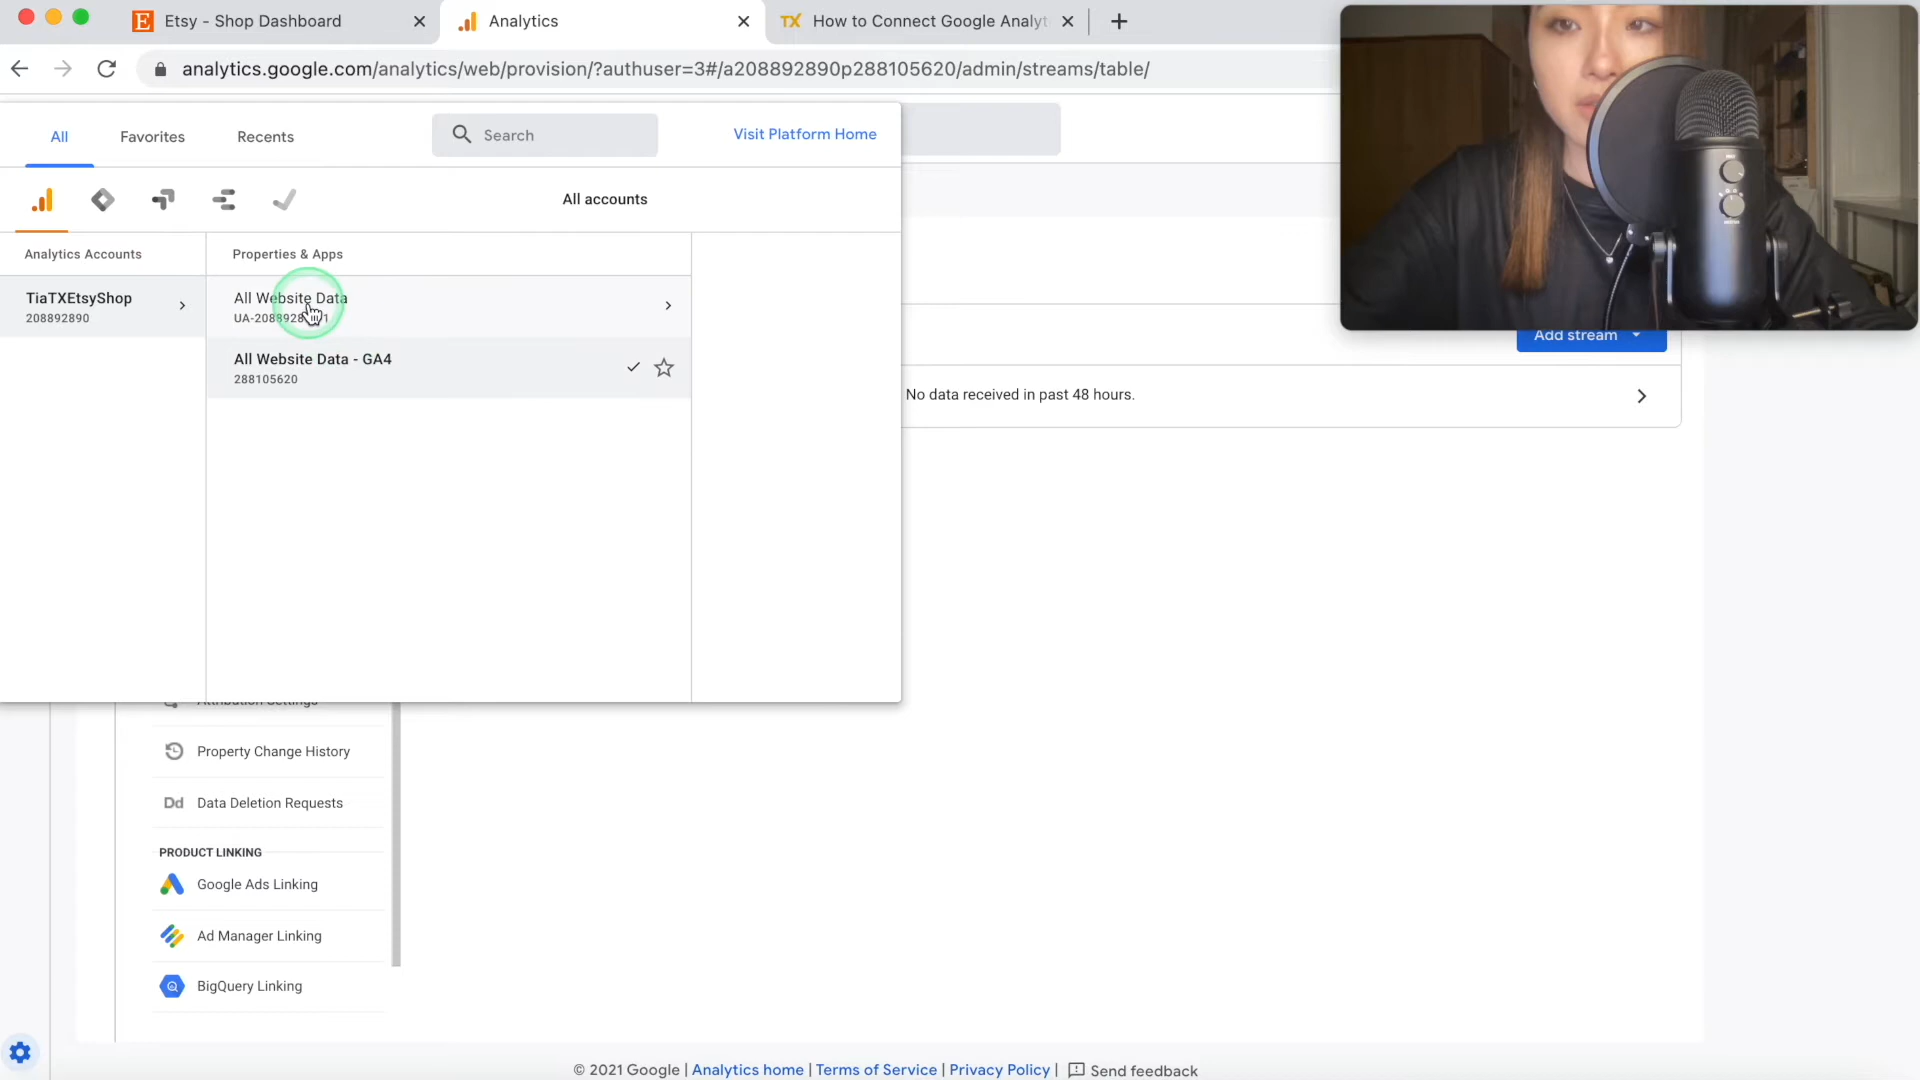 Etsy - Shop Dashboard
Analytics
TX How to Connect Google Analyt
analytics.google.com/analytics/web/provision/?authuser=3#/a208892890p288105620/admin/streams/table/
All
Favorites
Recents
Search
Visit Platform Home
All accounts
Analytics Accounts
Properties & Apps
TiaTXEtsyShop
208892890
All Website Data
All Website Data - GA4
288105620
Add stream
No data received in past 48 hours.
Attribution Settings
Property Change History
Dd Data Deletion Requests
PRODUCT LINKING
Google Ads Linking
Ad Manager Linking
BigQuery Linking
© 2021 Google | Analytics home | Terms of Service | Privacy Policy | Send feedback